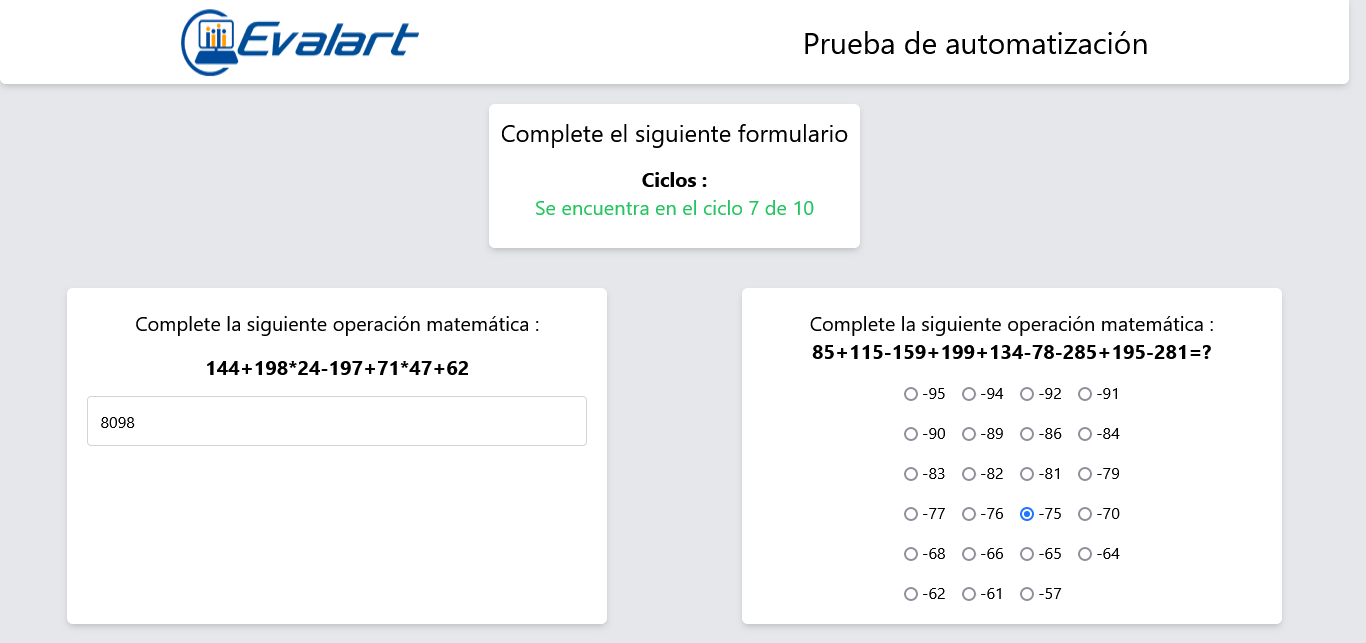 Evalart
Prueba de automatización
Complete el siguiente formulario
Ciclos :
Se encuentra en el ciclo 7 de 10
Complete la siguiente operación matemática :
144+198*24-197+71*47+62
8098
Complete la siguiente operación matemática :
85+115-159+199+134-78-285+195-281=?
-95 -94 -92 -91
-90 -89 -86 -84
-83 -82 -81 -79
-77 -76 -75 -70
-68 -66 -65 -64
-62 -61 -57